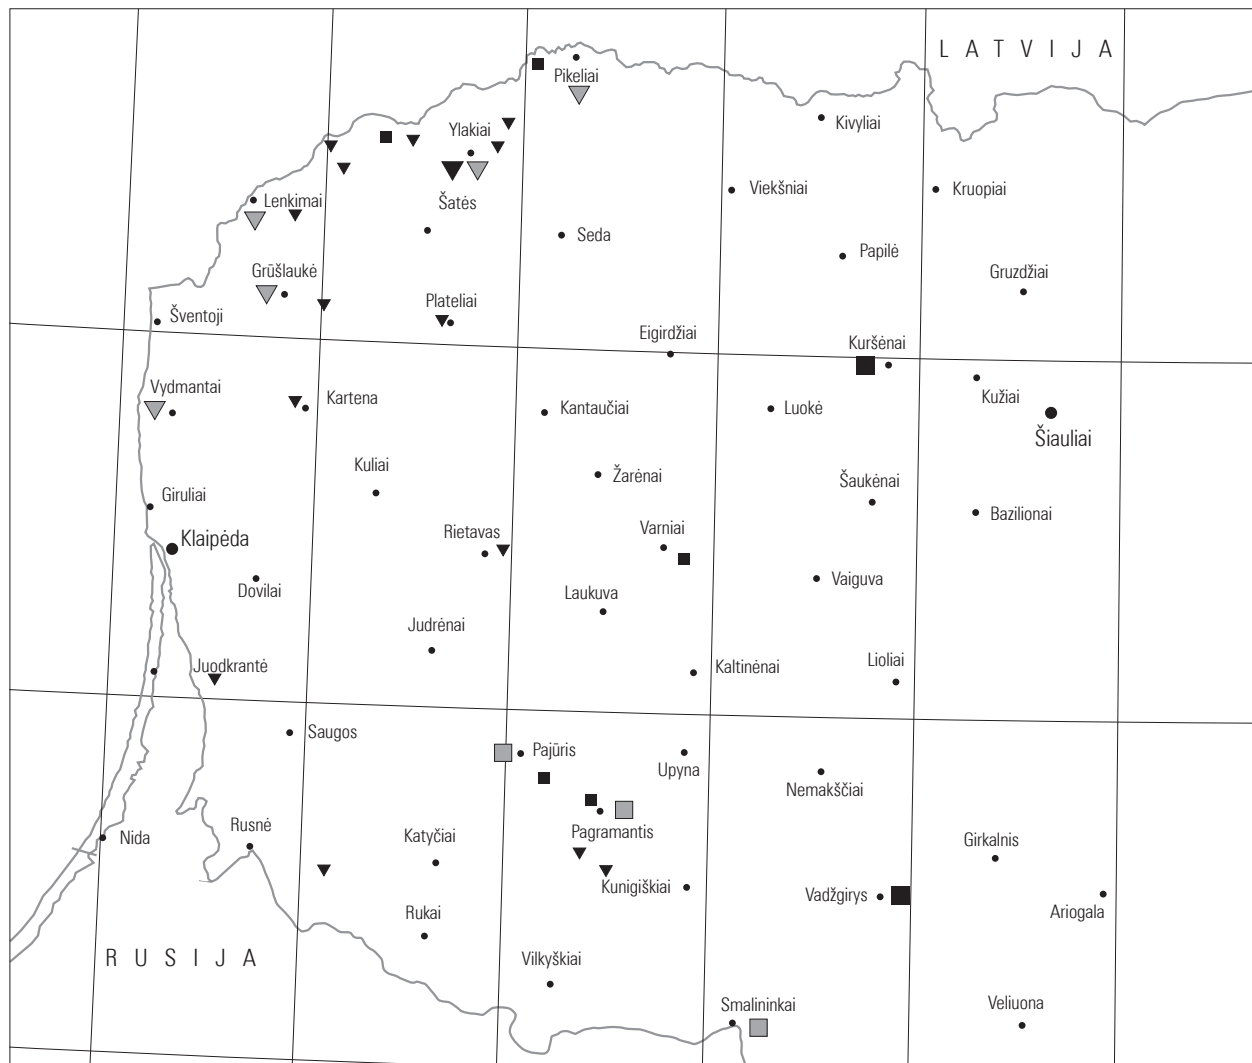 LATVIJA
Pikeliai
Kivyliai
Ylakiai
Viekšniai
Kruopiai
Lenkimai
Šatės
Seda
Papilė
Grūšlaukė
Gruzdžiai
Plateliai
Šventoji
Eigirdžiai
Kuršėnai
Vydmantai
Kartena
Kantaučiai
Luokė
Kužiai
Šiauliai
Kuliai
Žarėnai
Šaukėnai
Giruliai
Bazilionai
Klaipėda
Rietavas
Varniai
Dovilai
Laukuva
Vaiguva
Judrėnai
Juodkrantė
Kaltinėnai
Lioliai
Saugos
Pajūris
Upyna
Nemakščiai
Nida
Rusnė
Katyčiai
Pagramantis
Girkalnis
Kunigiškiai
Vadžgirys
Ariogala
Rukai
RUSIJA
Vilkyškiai
Smalininkai
Veliuona